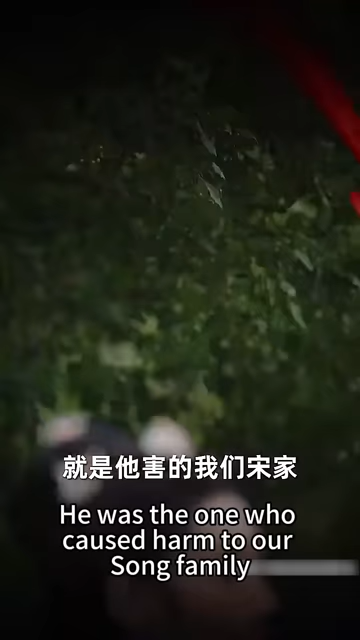 就是他害的我们宋家
He was the one who
caused harm to our
Song family